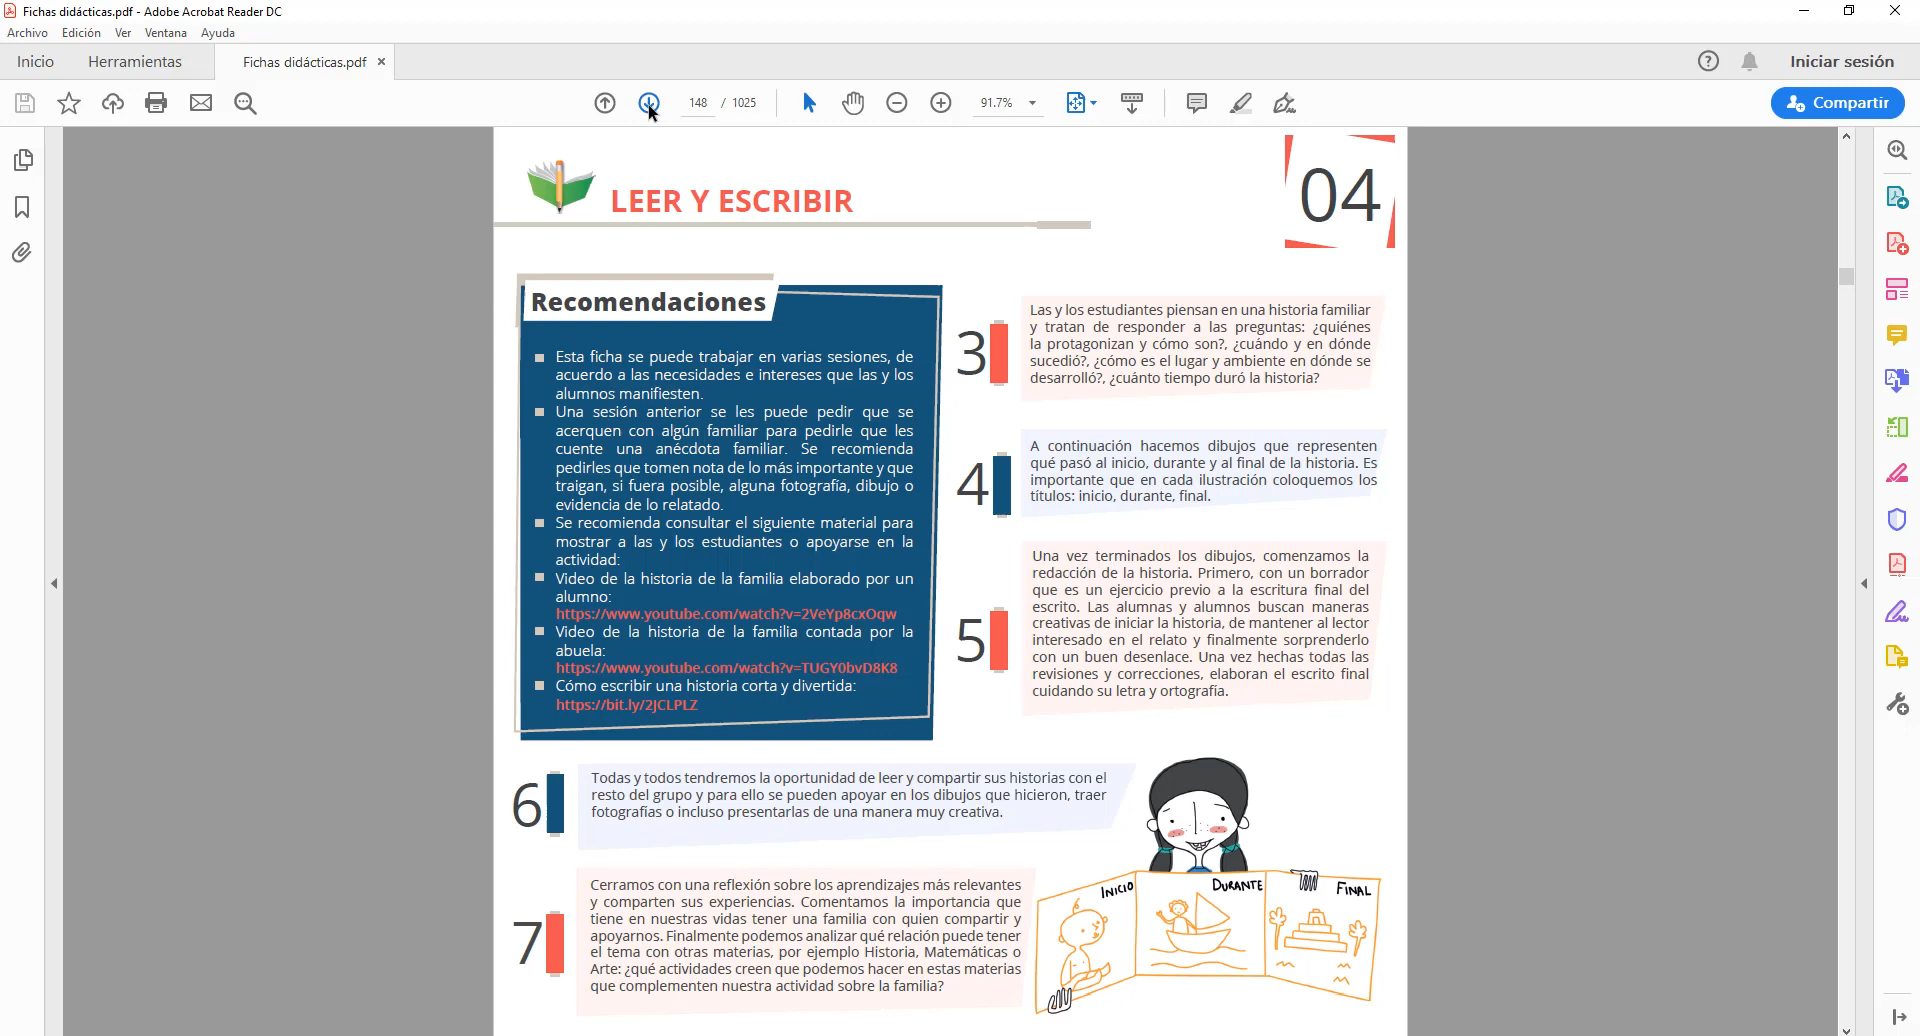 Fichas didácticas.pdf - Adobe Acrobat Reader DC
Archivo Edición Ver Ventana Ayuda
Inicio Herramientas Fichas didácticas.pdf Iniciar sesión
148 / 1025 91.7% Compartir
LEER Y ESCRIBIR
04
Recomendaciones
Esta ficha se puede trabajar en varias sesiones, de
acuerdo a las necesidades e intereses que las y los
alumnos manifiesten.
Una sesión anterior se les puede pedir que se
acerquen con algún familiar para pedirle que les
cuente una anécdota familiar. Se recomienda
pedirles que tomen nota de lo más importante y que
traigan, si fuera posible, alguna fotografía, dibujo o
evidencia de lo relatado.
Se recomienda consultar el siguiente material para
mostrar a las y los estudiantes o apoyarse en la
actividad:
Video de la historia de la familia elaborado por un
alumno:
https://www.youtube.com/watch?v=2VeYp8cxOqw
Video de la historia de la familia contada por la
abuela:
https://www.youtube.com/watch?v=TUGY0bvD8K8
Cómo escribir una historia corta y divertida:
https://bit.ly/2JCLPLZ
3
Las y los estudiantes piensan en una historia familiar
y tratan de responder a las preguntas: ¿quiénes
la protagonizan y cómo son?, ¿cuándo y en dónde
sucedió?, ¿cómo es el lugar y ambiente en dónde se
desarrolló?, ¿cuánto tiempo duró la historia?
4
A continuación hacemos dibujos que representen
qué pasó al inicio, durante y al final de la historia. Es
importante que en cada ilustración coloquemos los
títulos: inicio, durante, final.
5
Una vez terminados los dibujos, comenzamos la
redacción de la historia. Primero, con un borrador
que es un ejercicio previo a la escritura final del
escrito. Las alumnas y alumnos buscan maneras
creativas de iniciar la historia, de mantener al lector
interesado en el relato y finalmente sorprenderlo
con un buen desenlace. Una vez hechas todas las
revisiones y correcciones, elaboran el escrito final
cuidando su letra y ortografía.
6
Todas y todos tendremos la oportunidad de leer y compartir sus historias con el
resto del grupo y para ello se pueden apoyar en los dibujos que hicieron, traer
fotografías o incluso presentarlas de una manera muy creativa.
7
Cerramos con una reflexión sobre los aprendizajes más relevantes
y comparten sus experiencias. Comentamos la importancia que
tiene en nuestras vidas tener una familia con quien compartir y
apoyarnos. Finalmente podemos analizar qué relación puede tener
el tema con otras materias, por ejemplo Historia, Matemáticas o
Arte: ¿qué actividades creen que podemos hacer en estas materias
que complementen nuestra actividad sobre la familia?
INICIO DURANTE FINAL